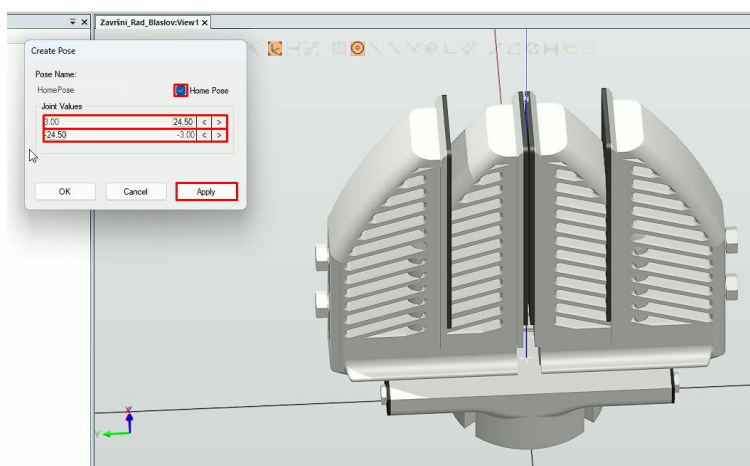 Završni_Rad_Blaslov:View1 ×
Create Pose
Pose Name:
HomePose
Home Pose
Joint Values
3.00 24.50 < >
-24.50 -3.00 < >
OK Cancel Apply
X
Y